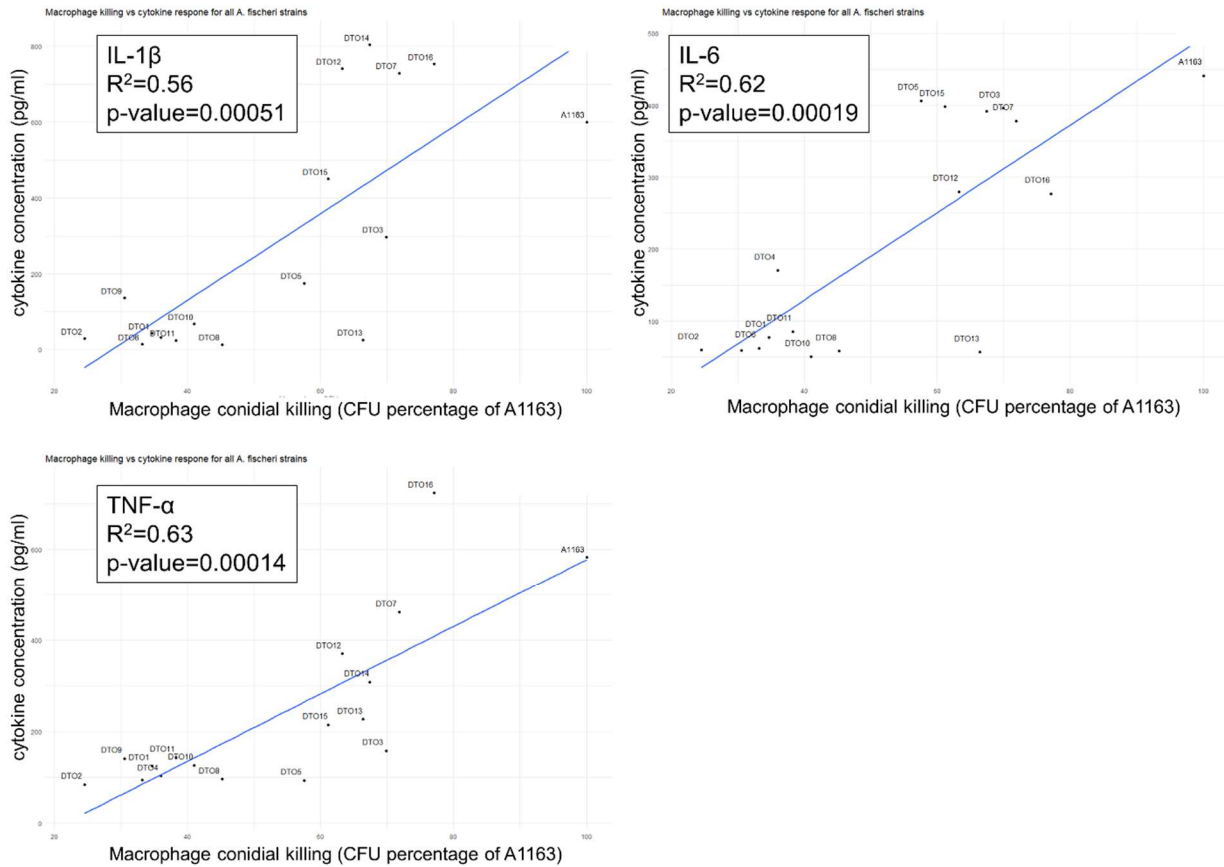 Macrophage killing vs cytokine respone for all A. fischeri strains
IL-1β
R²=0.56
p-value=0.00051
cytokine concentration (pg/ml)
800
600
400
200
0
DTO14
DTO12
DTO7
DTO16
A1163
DTO15
DTO3
DTO5
DTO9
DTO10
DTO1
DTO11
DTO2
DTO6
DTO8
DTO13
20 40 60 80 100
Macrophage conidial killing (CFU percentage of A1163)
Macrophage killing vs cytokine respone for all A. fischeri strains
IL-6
R²=0.62
p-value=0.00019
cytokine concentration (pg/ml)
500
400
300
200
100
A1163
DTO5
DTO15
DTO3
DTO7
DTO12
DTO16
DTO4
DTO11
DTO1
DTO2
DTO6
DTO10
DTO8
DTO13
20 40 60 80 100
Macrophage conidial killing (CFU percentage of A1163)
Macrophage killing vs cytokine respone for all A. fischeri strains
TNF-α
R²=0.63
p-value=0.00014
cytokine concentration (pg/ml)
600
400
200
0
DTO16
A1163
DTO7
DTO12
DTO14
DTO15
DTO13
DTO3
DTO9
DTO11
DTO1
DTO10
DTO4
DTO2
DTO8
DTO5
20 40 60 80 100
Macrophage conidial killing (CFU percentage of A1163)